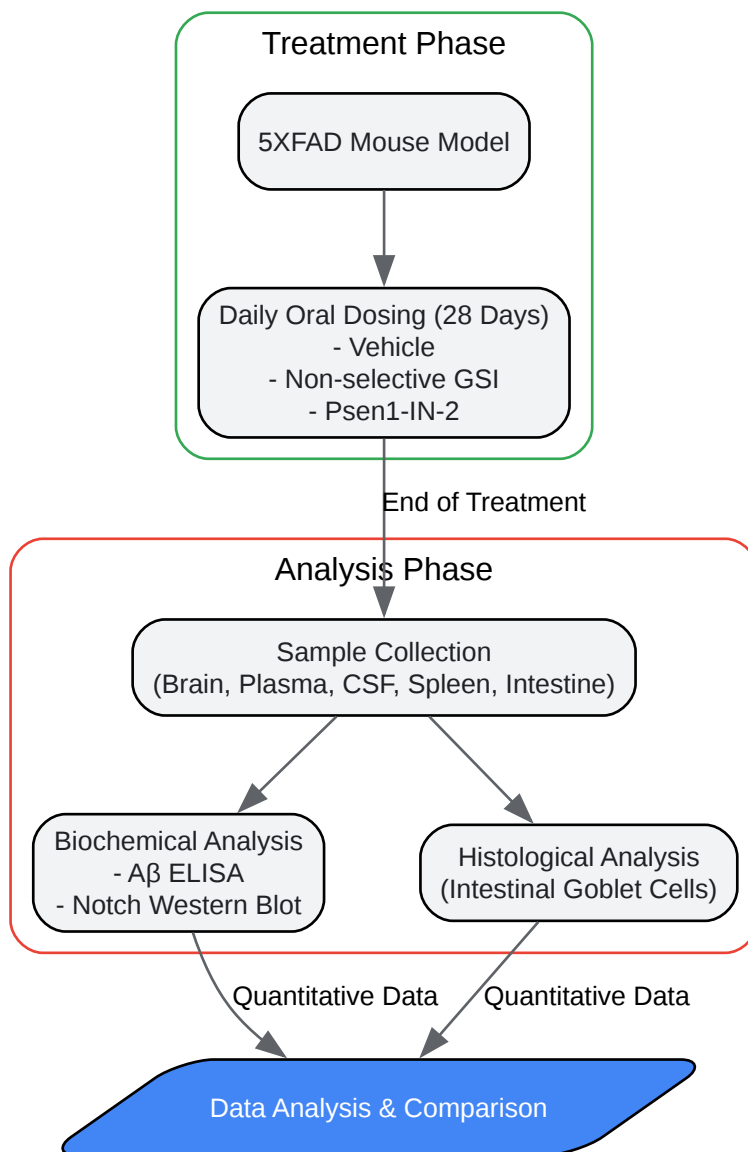 Treatment Phase
5XFAD Mouse Model
Daily Oral Dosing (28 Days)
- Vehicle
- Non-selective GSI
- Psen1-IN-2
End of Treatment
Analysis Phase
Sample Collection
(Brain, Plasma, CSF, Spleen, Intestine)
Biochemical Analysis
- Aβ ELISA
- Notch Western Blot
Histological Analysis
(Intestinal Goblet Cells)
Quantitative Data
Quantitative Data
Data Analysis & Comparison